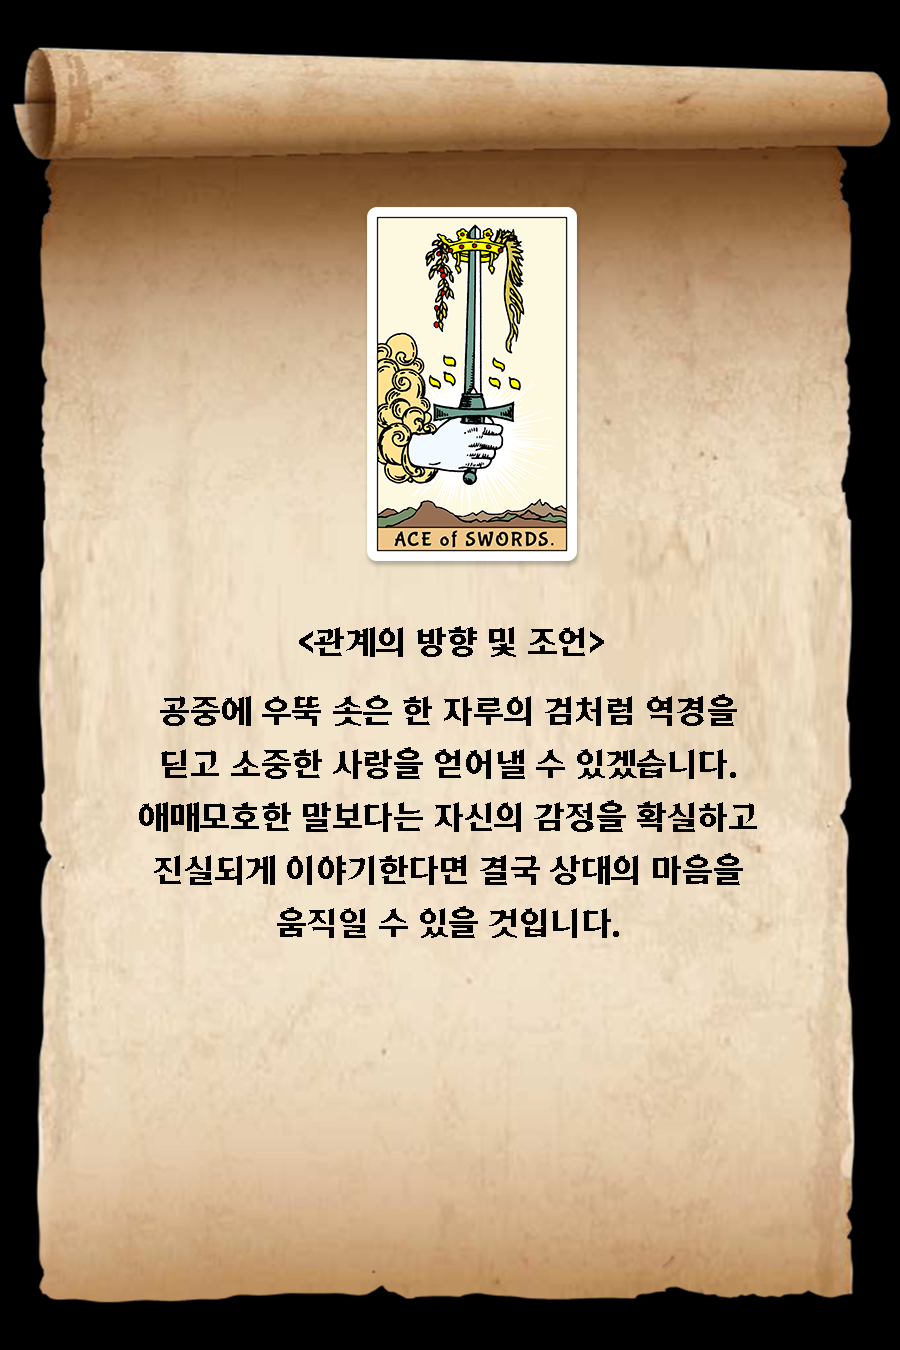 ACE of SWORDS.
<관계의 방향 및 조언>
공중에 우뚝 솟은 한 자루의 검처럼 역경을
딛고 소중한 사랑을 얻어낼 수 있겠습니다.
애매모호한 말보다는 자신의 감정을 확실하고
진실되게 이야기한다면 결국 상대의 마음을
움직일 수 있을 것입니다.